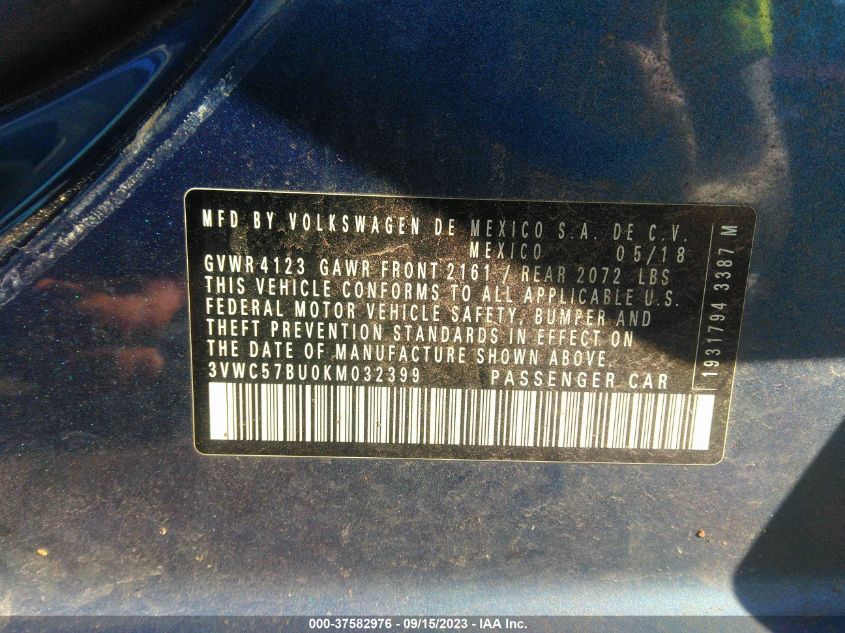 MFD BY VOLKSWAGEN DE MEXICO S.A. DE C.V.
MEXICO 05/18
GVWR 4123 GAWR FRONT 2161 / REAR 2072 LBS
THIS VEHICLE CONFORMS TO ALL APPLICABLE U.S.
FEDERAL MOTOR VEHICLE SAFETY, BUMPER AND
THEFT PREVENTION STANDARDS IN EFFECT ON
THE DATE OF MANUFACTURE SHOWN ABOVE.
3VWC57BU0KM032399 PASSENGER CAR
1931794 3387 M
000-37582976 - 09/15/2023 - IAA Inc.